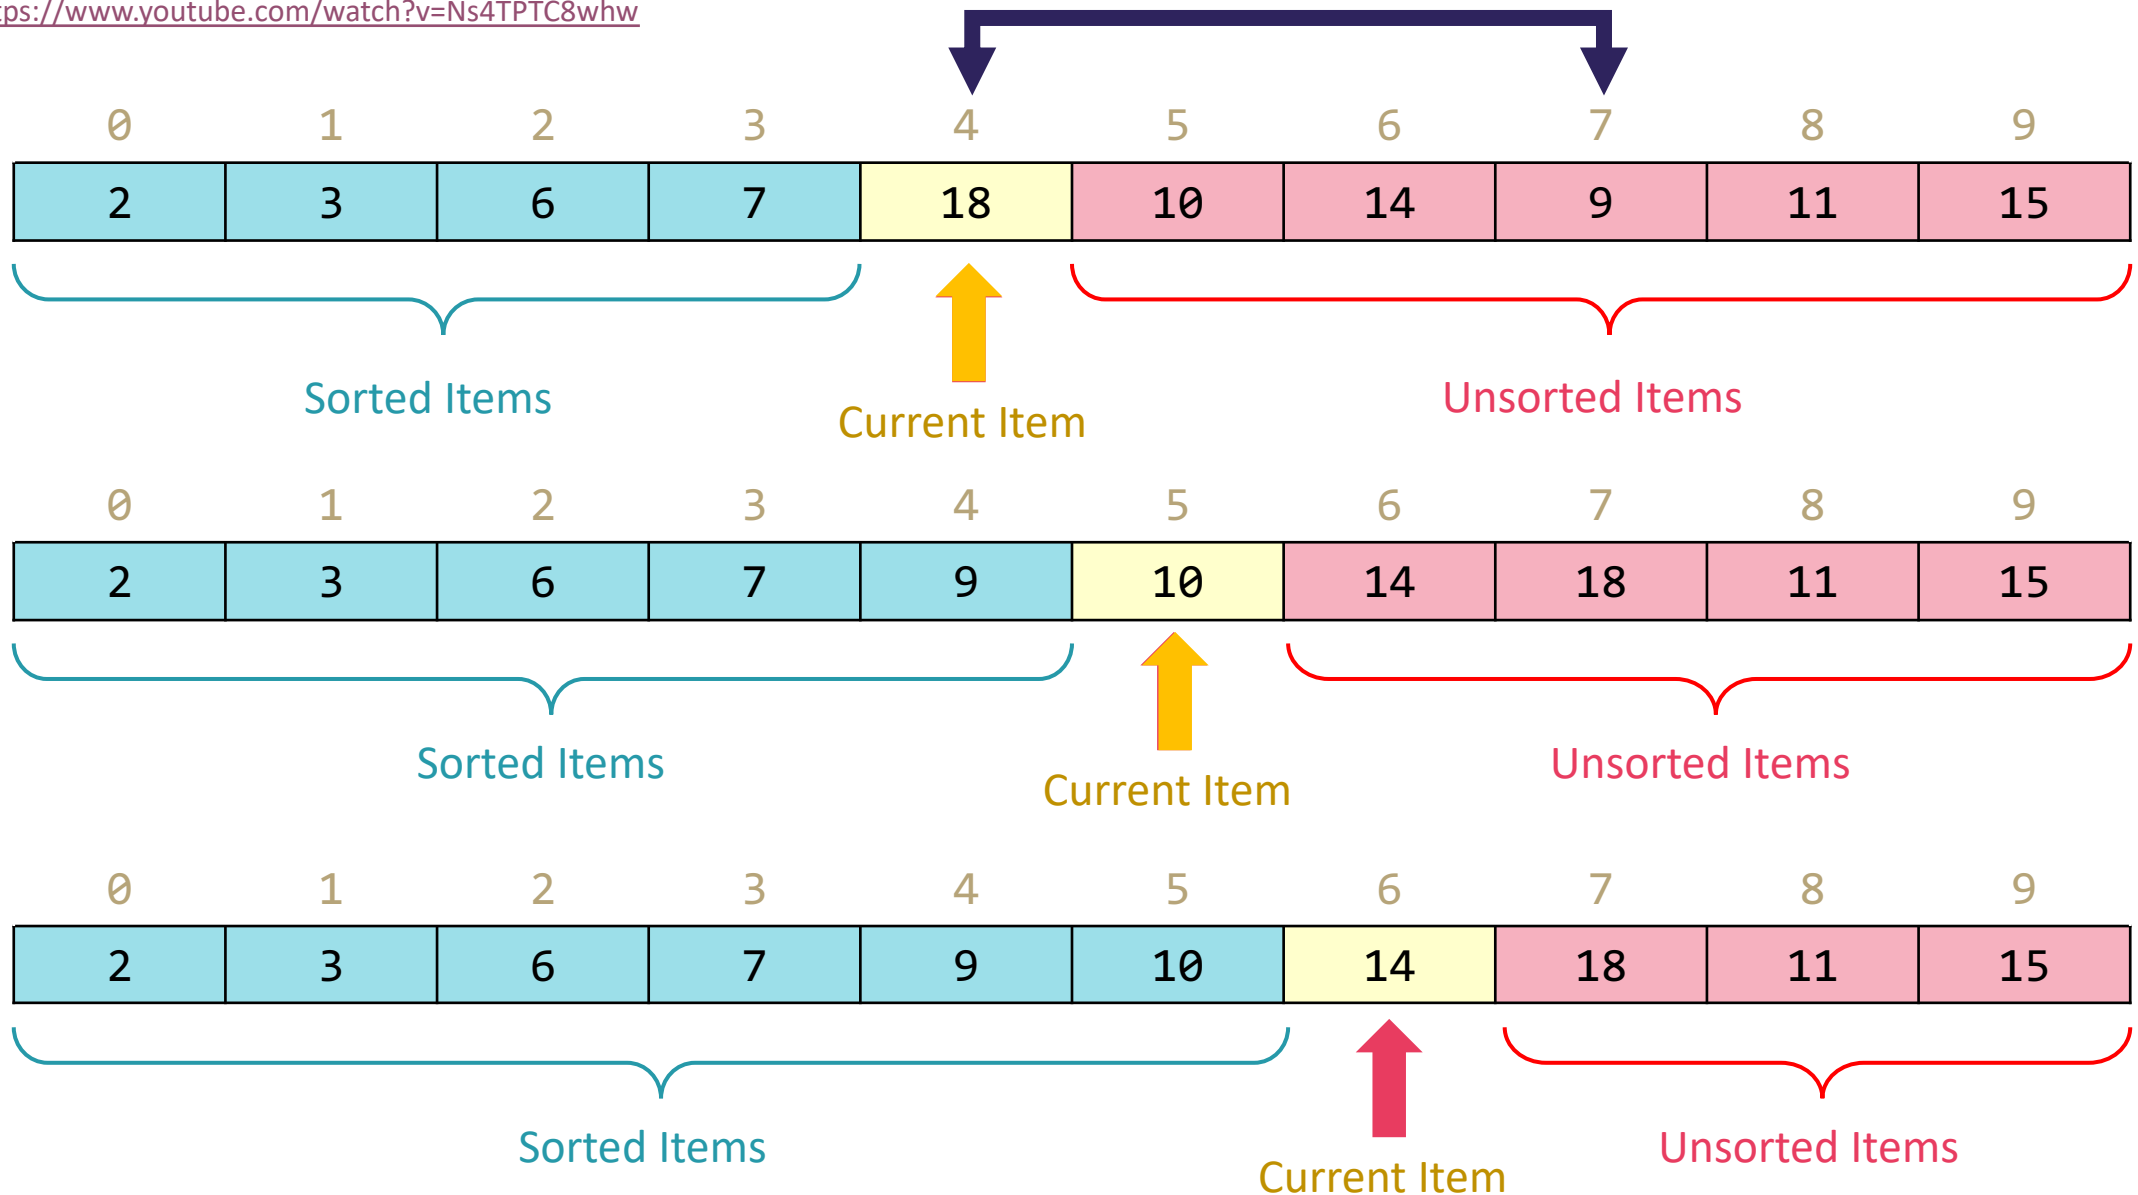 tps://www.youtube.com/watch?v=Ns4TPTC8whw
0 1 2 3 4 5 6 7 8 9
2 3 6 7 18 10 14 9 11 15
Sorted Items
Current Item
Unsorted Items
0 1 2 3 4 5 6 7 8 9
2 3 6 7 9 10 14 18 11 15
Sorted Items
Current Item
Unsorted Items
0 1 2 3 4 5 6 7 8 9
2 3 6 7 9 10 14 18 11 15
Sorted Items
Current Item
Unsorted Items